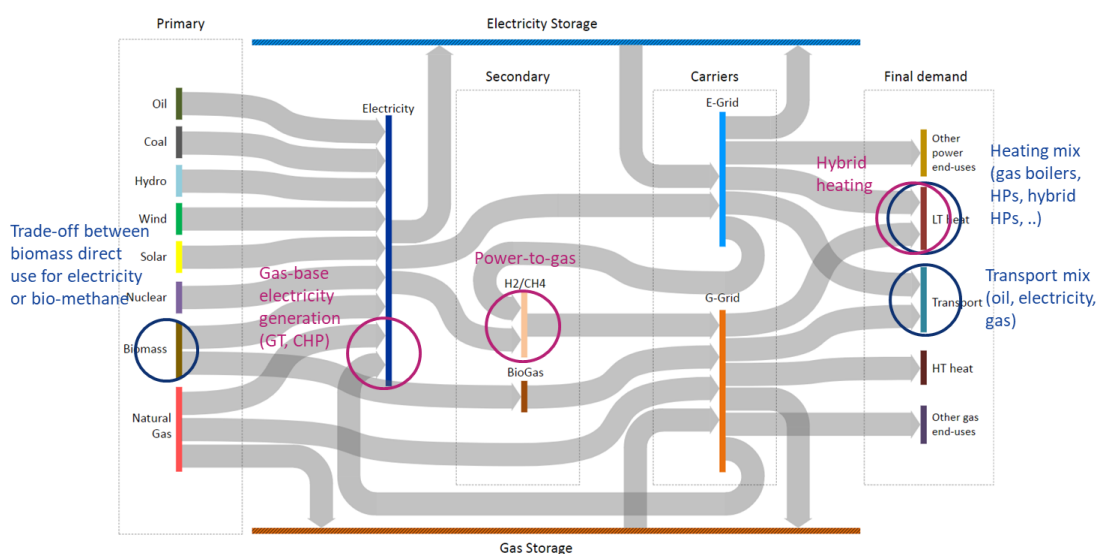 Primary
Electricity Storage
Secondary
Carriers
Final demand
Oil
Coal
Hydro
Wind
Solar
Nuclear
Biomass
Natural
Gas
Trade-off between
biomass direct
use for electricity
or bio-methane
Electricity
Gas-base
electricity
generation
(GT, CHP)
Power-to-gas
H2/CH4
BioGas
E-Grid
G-Grid
Hybrid
heating
Other
power
end-uses
LT heat
Transport
HT heat
Other gas
end-uses
Heating mix
(gas boilers,
HPs, hybrid
HPs, ..)
Transport mix
(oil, electricity,
gas)
Gas Storage